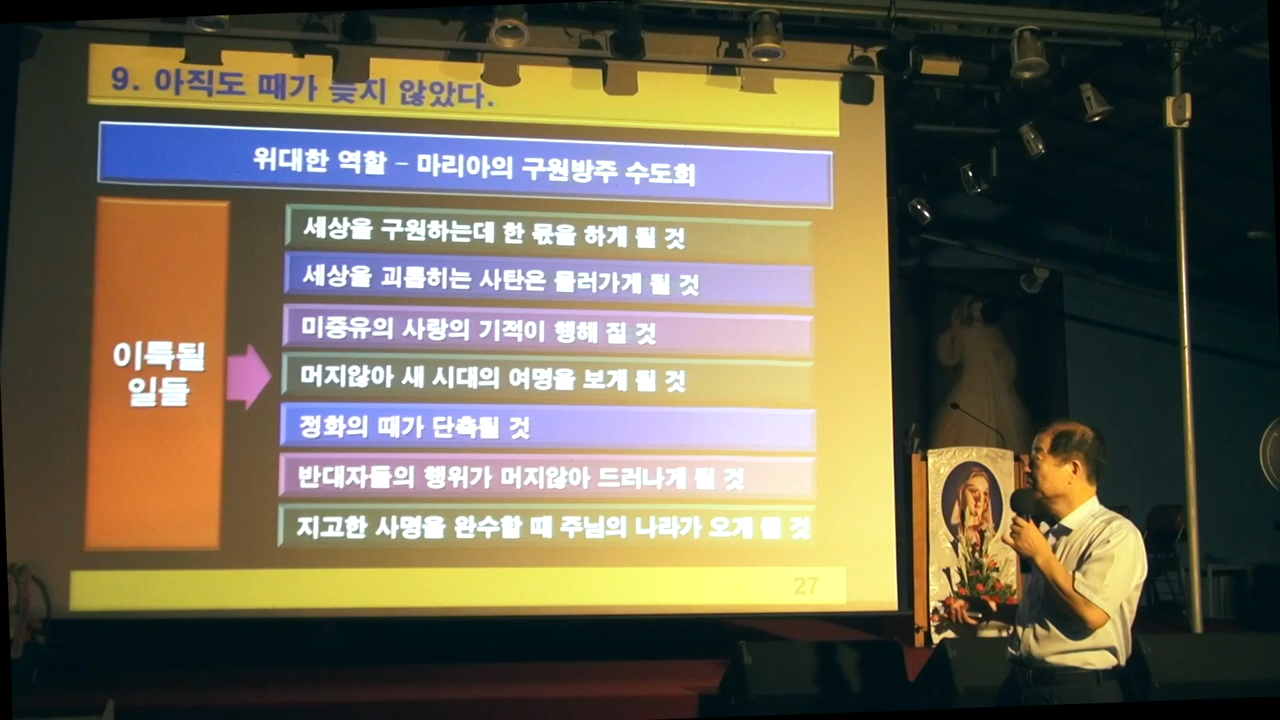 9. 아직도 때가 늦지 않았다.
위대한 역할 – 마리아의 구원방주 수도회
이룩될
일들
세상을 구원하는데 한 몫을 하게 될 것
세상을 괴롭히는 사탄은 물러가게 될 것
미증유의 사랑의 기적이 행해 질 것
머지않아 새 시대의 여명을 보게 될 것
정화의 때가 단축될 것
반대자들의 행위가 머지않아 드러나게 될 것
지고한 사명을 완수할 때 주님의 나라가 오게 될 것
27